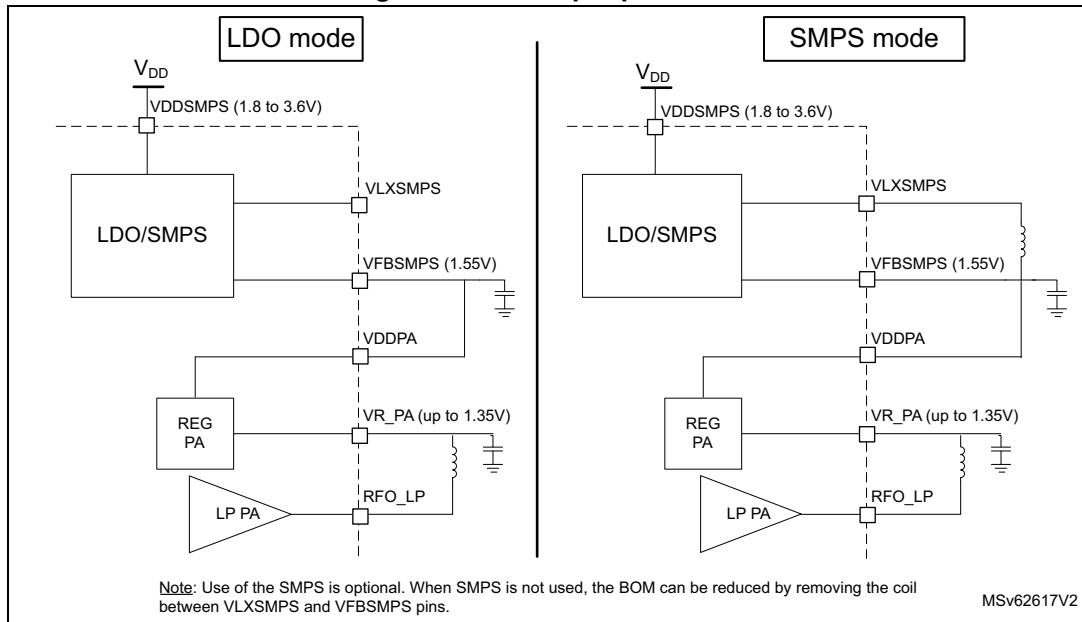 LDO mode
V_DD
VDDSMPS (1.8 to 3.6V)
VLXSMPS
LDO/SMPS
VFBSMPS (1.55V)
VDDPA
REG
PA
VR_PA (up to 1.35V)
LP PA
RFO_LP
SMPS mode
V_DD
VDDSMPS (1.8 to 3.6V)
VLXSMPS
LDO/SMPS
VFBSMPS (1.55V)
VDDPA
REG
PA
VR_PA (up to 1.35V)
LP PA
RFO_LP
Note: Use of the SMPS is optional. When SMPS is not used, the BOM can be reduced by removing the coil
between VLXSMPS and VFBSMPS pins.
MSv62617V2